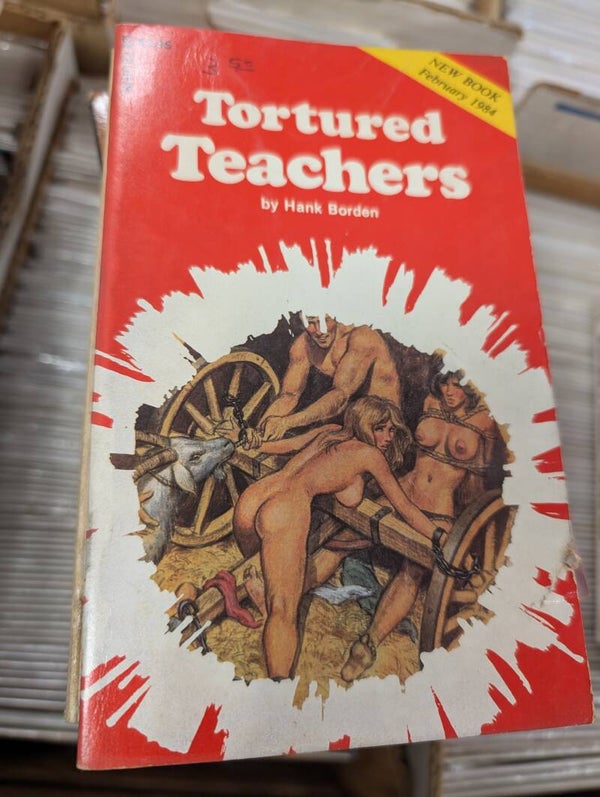 NEW BOOK
February 1984
Tortured
Teachers
by Hank Borden